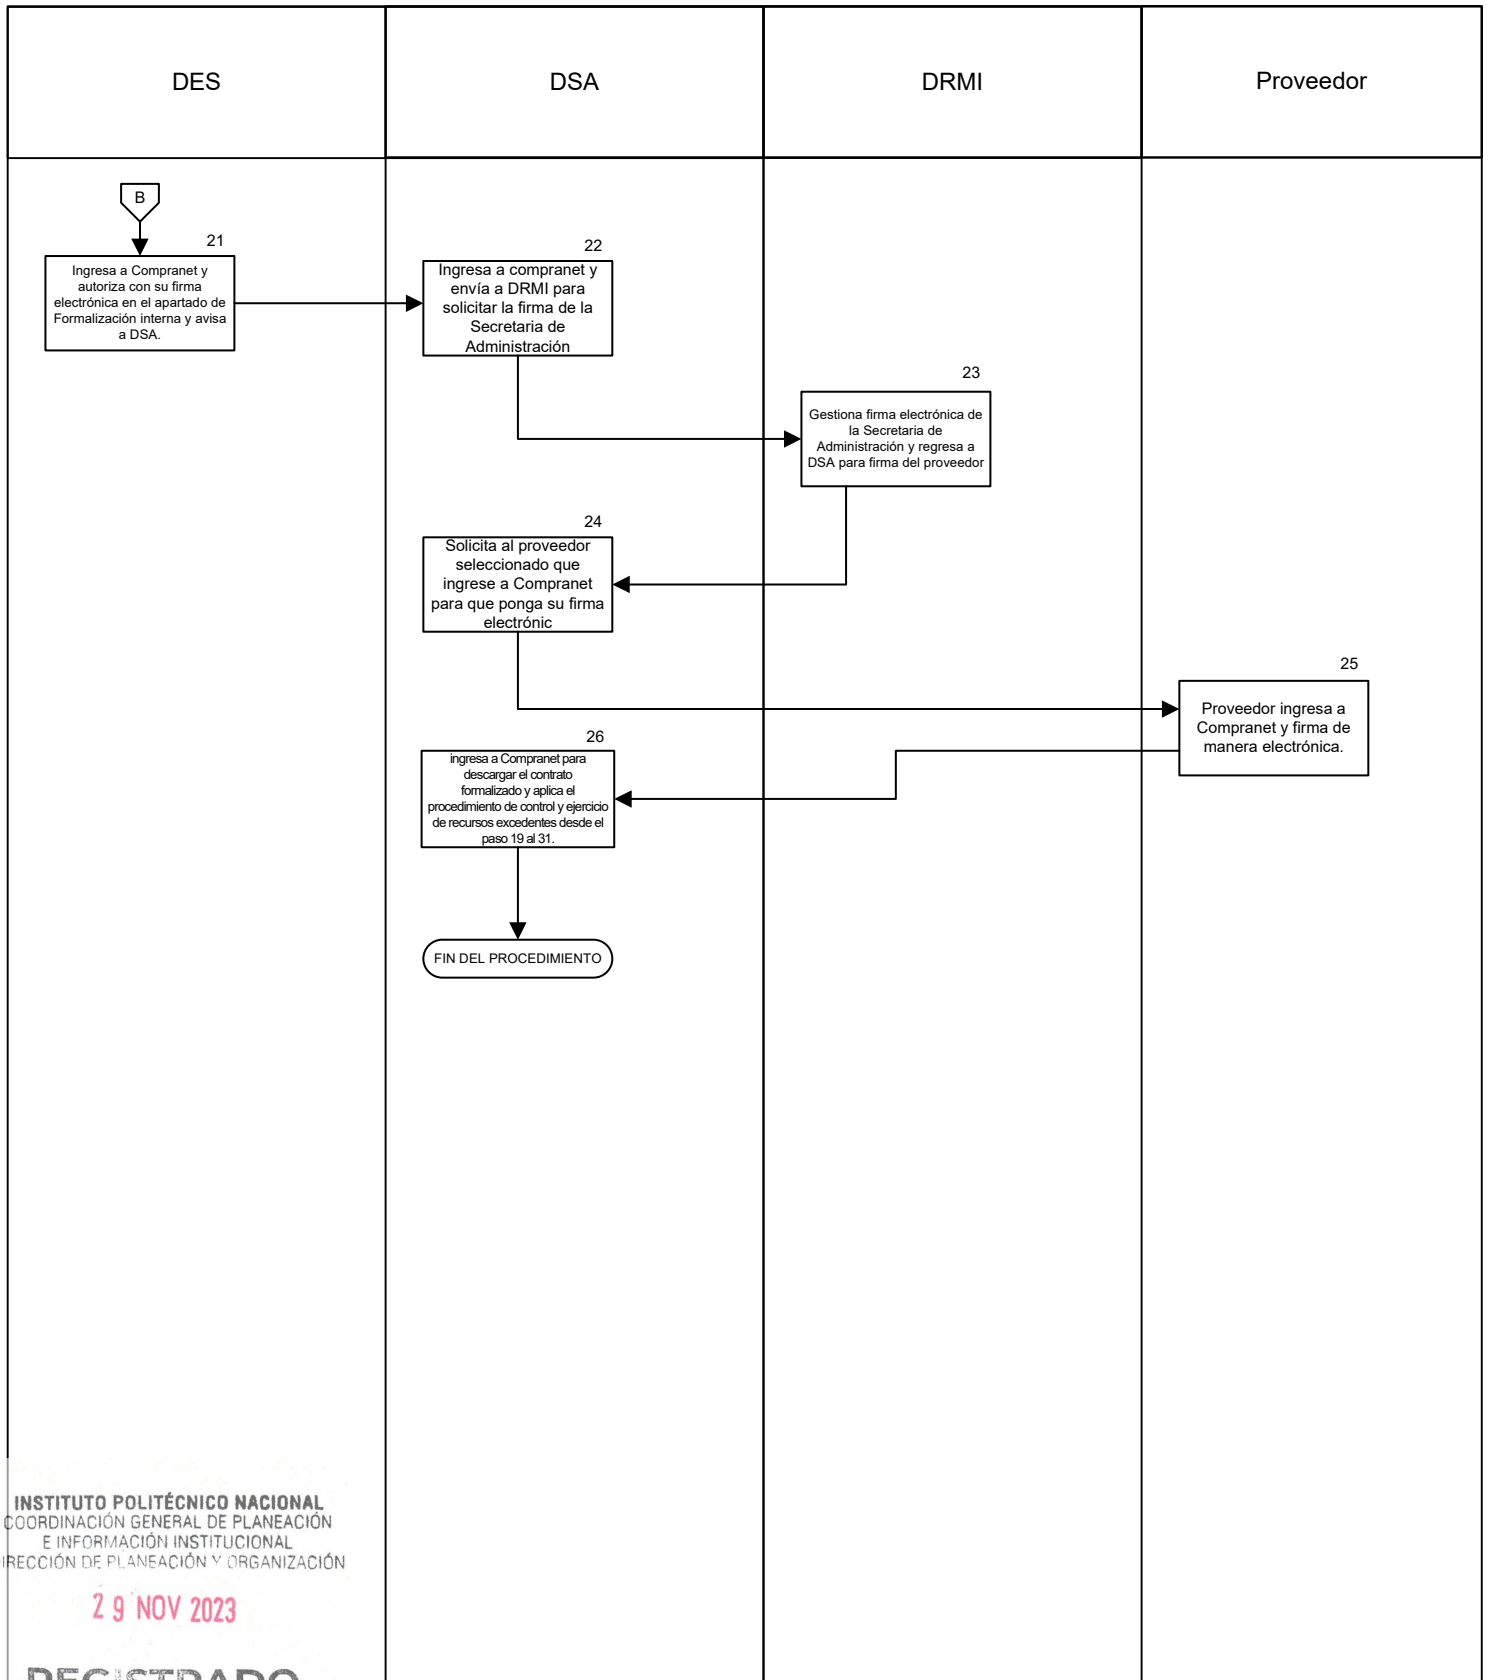 DES
DSA
DRMI
Proveedor
B
21
Ingresa a Compranet y
autoriza con su firma
electrónica en el apartado de
Formalización interna y avisa
a DSA.
22
Ingresa a compranet y
envía a DRMI para
solicitar la firma de la
Secretaria de
Administración
23
Gestiona firma electrónica de
la Secretaria de
Administración y regresa a
DSA para firma del proveedor
24
Solicita al proveedor
seleccionado que
ingrese a Compranet
para que ponga su firma
electrónic
25
Proveedor ingresa a
Compranet y firma de
manera electrónica.
26
ingresa a Compranet para
descargar el contrato
formalizado y aplica el
procedimiento de control y ejercicio
de recursos excedentes desde el
paso 19 al 31.
FIN DEL PROCEDIMIENTO
INSTITUTO POLITÉCNICO NACIONAL
COORDINACIÓN GENERAL DE PLANEACIÓN
E INFORMACIÓN INSTITUCIONAL
IRECCIÓN DE PLANEACIÓN Y ORGANIZACIÓN
29 NOV 2023
REGISTRADO